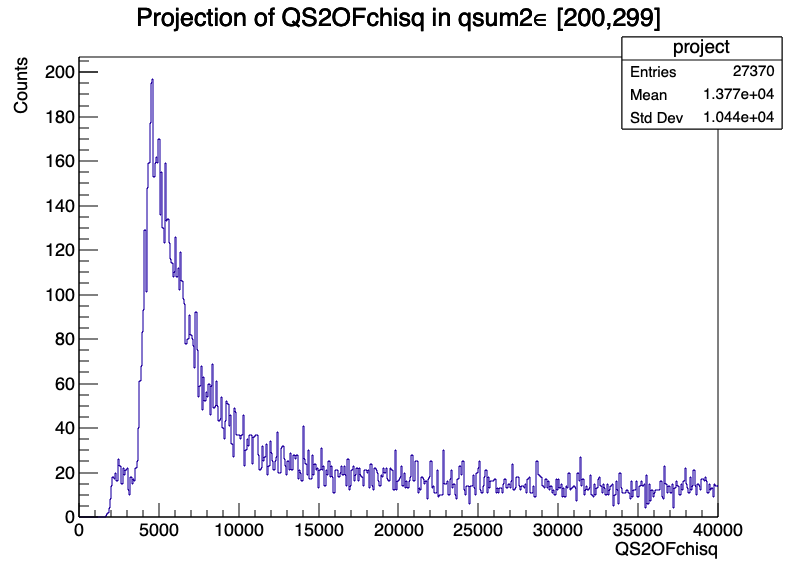 Projection of QS2OFchisq in qsum2∈ [200,299]
project
Entries 27370
Mean 1.377e+04
Std Dev 1.044e+04
Counts
200
180
160
140
120
100
80
60
40
20
0
0 5000 10000 15000 20000 25000 30000 35000 40000
QS2OFchisq